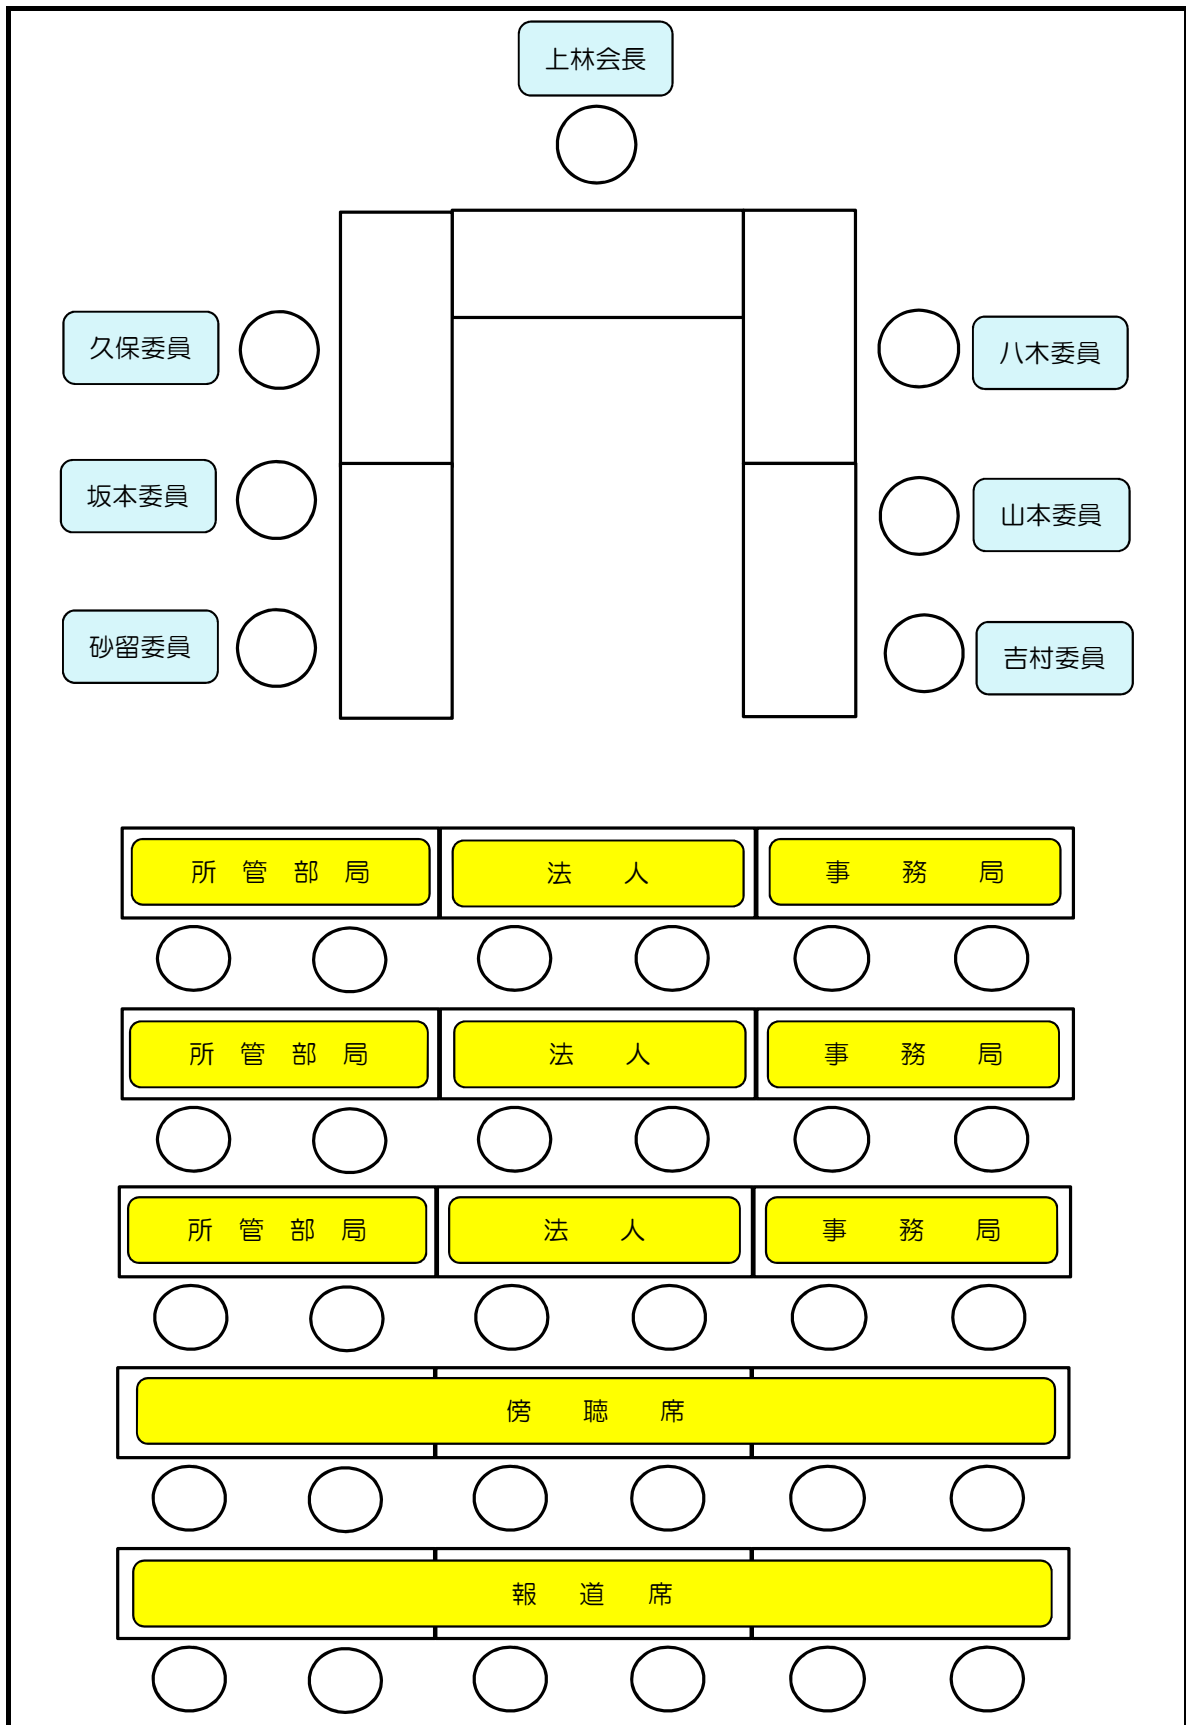 上林会長
久保委員
八木委員
坂本委員
山本委員
砂留委員
吉村委員
所管部局 法人 事務局
所管部局 法人 事務局
所管部局 法人 事務局
傍聴席
報道席